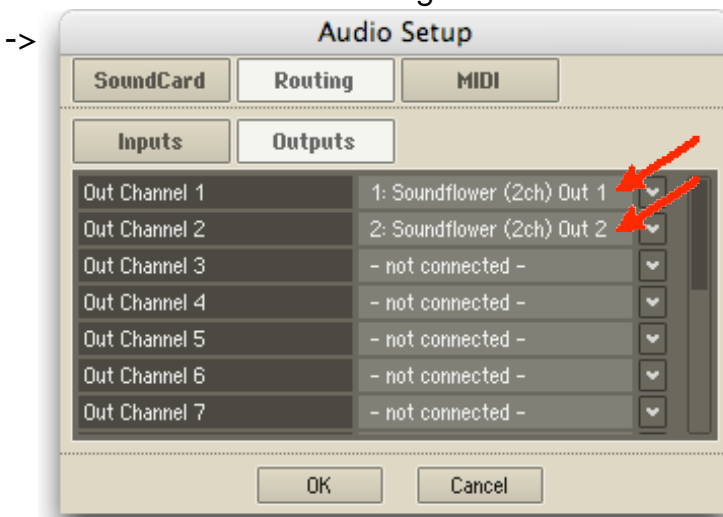 -> Audio Setup
SoundCard Routing MIDI
Inputs Outputs
Out Channel 1 1: Soundflower (2ch) Out 1
Out Channel 2 2: Soundflower (2ch) Out 2
Out Channel 3 - not connected -
Out Channel 4 - not connected -
Out Channel 5 - not connected -
Out Channel 6 - not connected -
Out Channel 7 - not connected -
OK Cancel